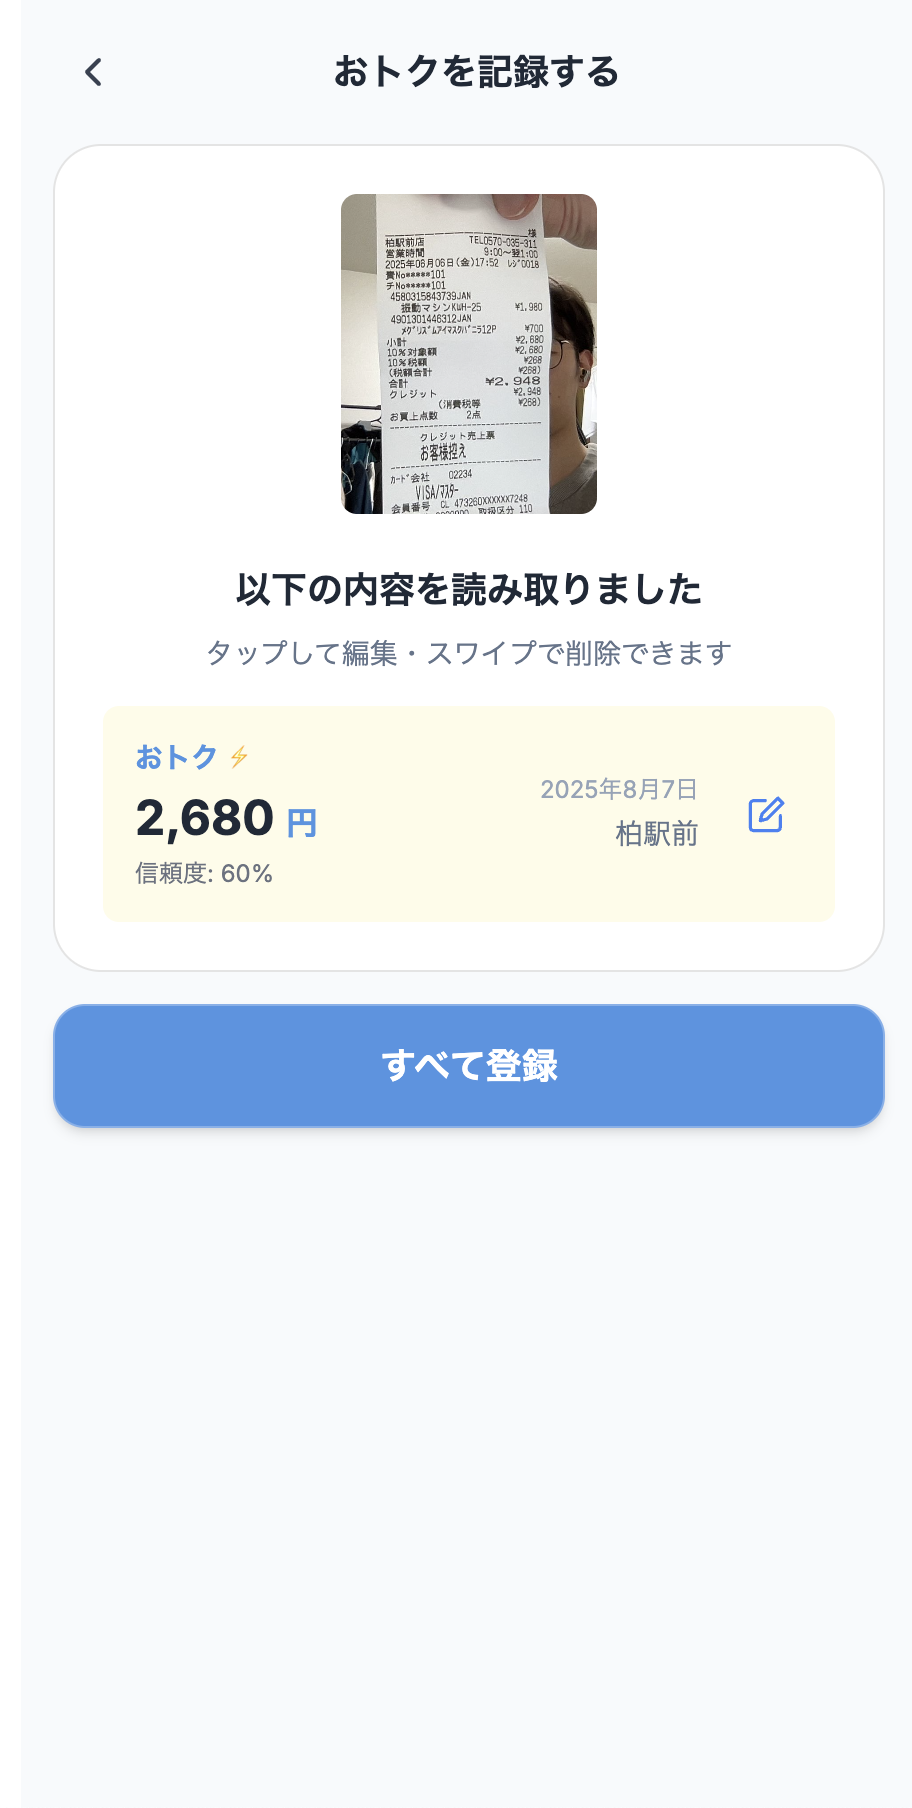 おトクを記録する
様
柏駅前店 TEL0570-035-311
営業時間 9:00～翌1:00
2025年06月06日(金)17:52 レジ0018
責No*****101
チNo*****101
4580315843739JAN
振動マシンKWH-25 ¥1,980
4901301446312JAN
メグリズムアイマスクバニラ12P ¥700
小計 ¥2,680
10%対象額 ¥2,680
10%税額 ¥268
(税額合計 ¥268)
合計 ¥2,948
クレジット ¥2,948
(消費税等 ¥268)
お買上点数 2点
クレジット売上票
お客様控え
カード会社 02234
VISA/マスター
会員番号 CL 473260XXXXXX7248
取扱区分 110
以下の内容を読み取りました
タップして編集・スワイプで削除できます
おトク⚡
2025年8月7日
2,680 円
柏駅前
信頼度: 60%
すべて登録